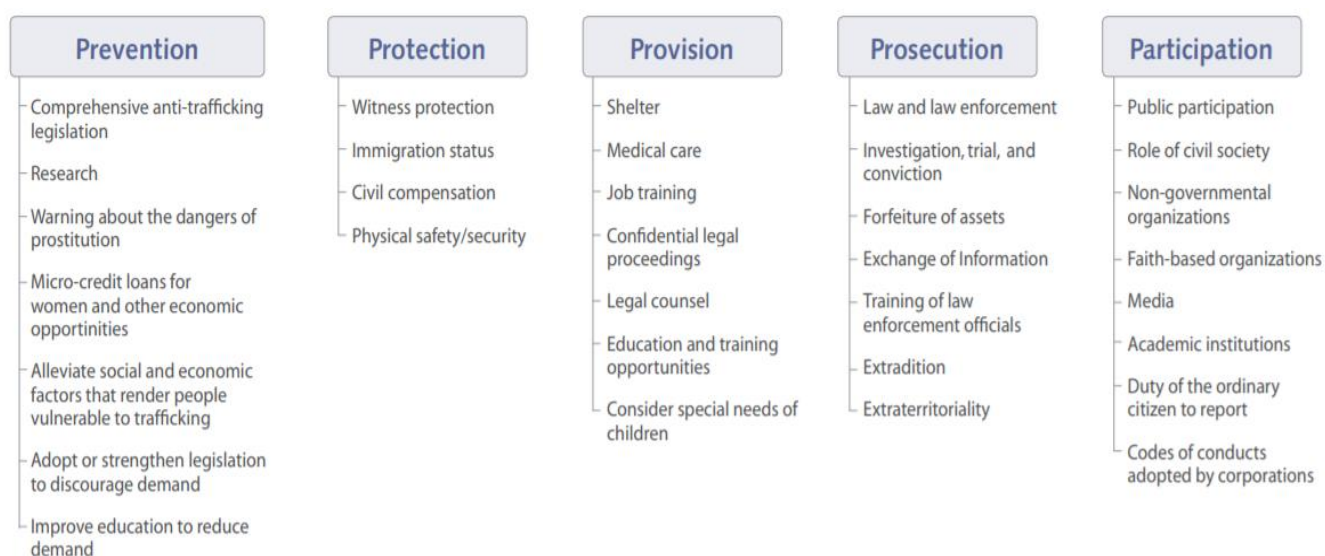 Prevention
Comprehensive anti-trafficking
legislation
Research
Warning about the dangers of
prostitution
Micro-credit loans for
women and other economic
opportinities
Alleviate social and economic
factors that render people
vulnerable to trafficking
Adopt or strengthen legislation
to discourage demand
Improve education to reduce
demand
Protection
Witness protection
Immigration status
Civil compensation
Physical safety/security
Provision
Shelter
Medical care
Job training
Confidential legal
proceedings
Legal counsel
Education and training
opportunities
Consider special needs of
children
Prosecution
Law and law enforcement
Investigation, trial, and
conviction
Forfeiture of assets
Exchange of Information
Training of law
enforcement officials
Extradition
Extraterritoriality
Participation
Public participation
Role of civil society
Non-governmental
organizations
Faith-based organizations
Media
Academic institutions
Duty of the ordinary
citizen to report
Codes of conducts
adopted by corporations